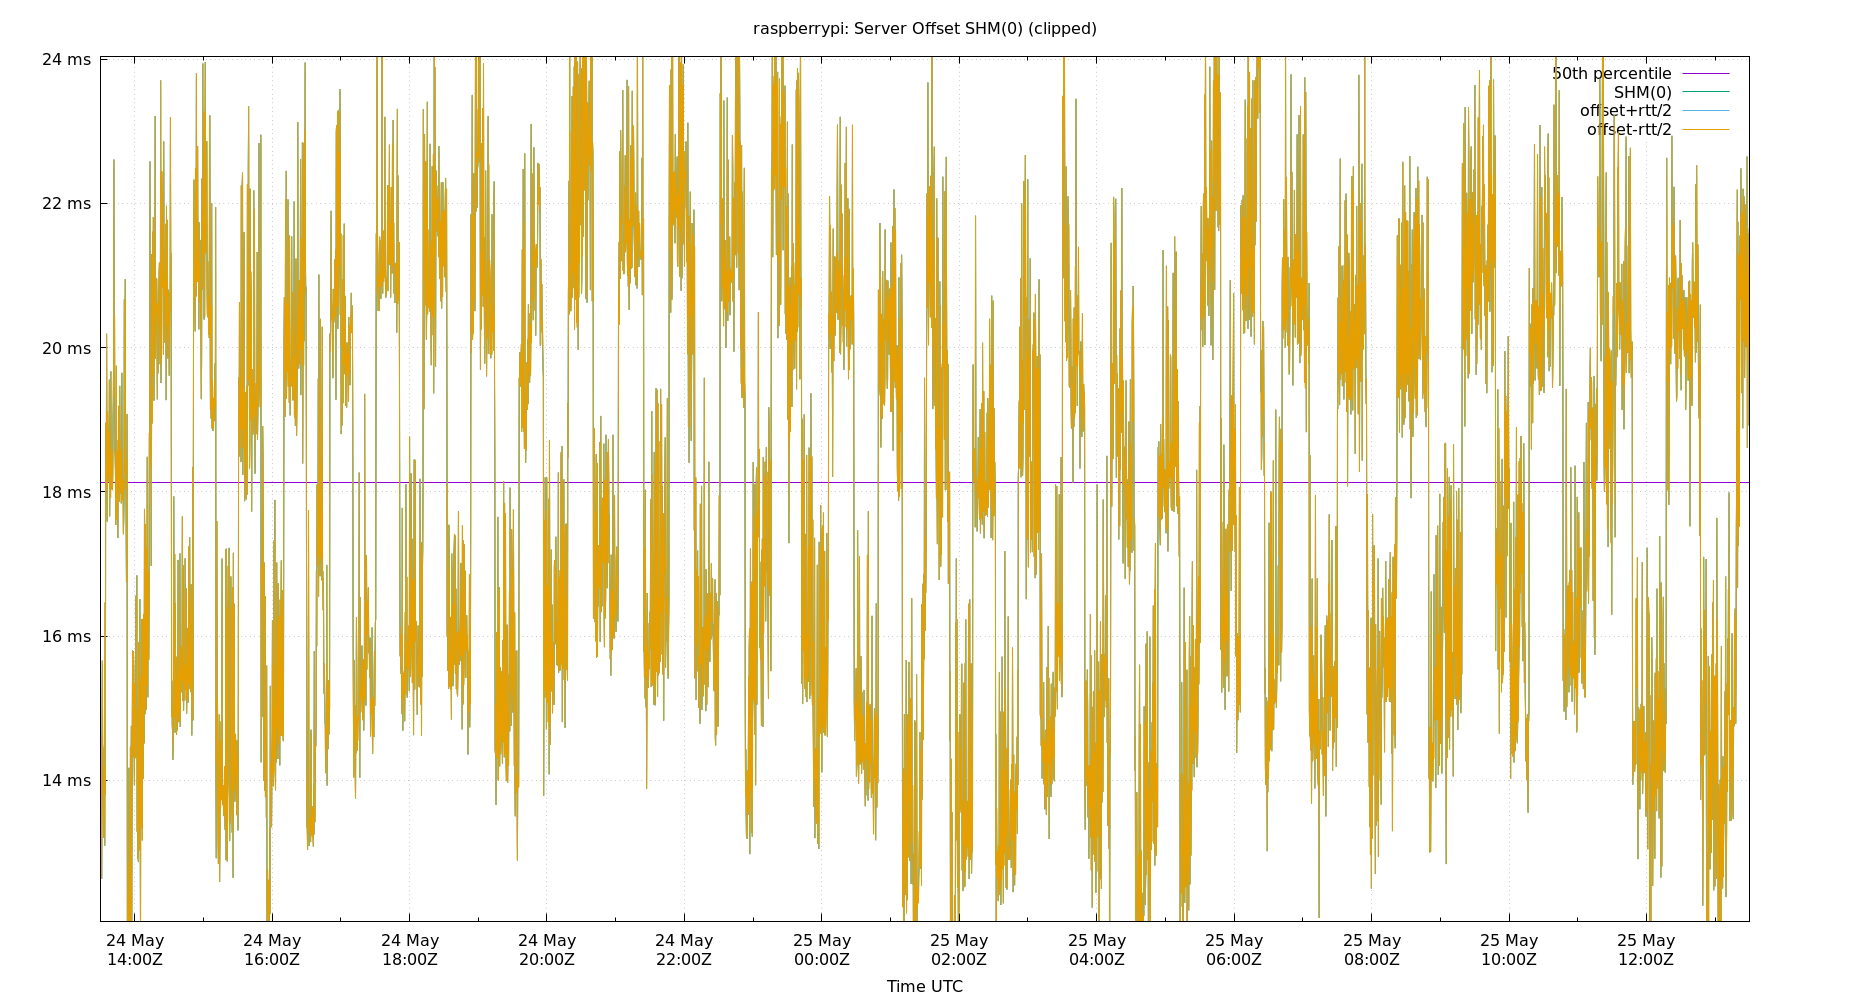 raspberrypi: Server Offset SHM(0) (clipped)
24 ms
22 ms
20 ms
18 ms
16 ms
14 ms
50th percentile
SHM(0)
offset+rtt/2
offset-rtt/2
24 May 24 May 24 May 24 May 24 May 25 May 25 May 25 May 25 May 25 May 25 May 25 May
14:00Z 16:00Z 18:00Z 20:00Z 22:00Z 00:00Z 02:00Z 04:00Z 06:00Z 08:00Z 10:00Z 12:00Z
Time UTC